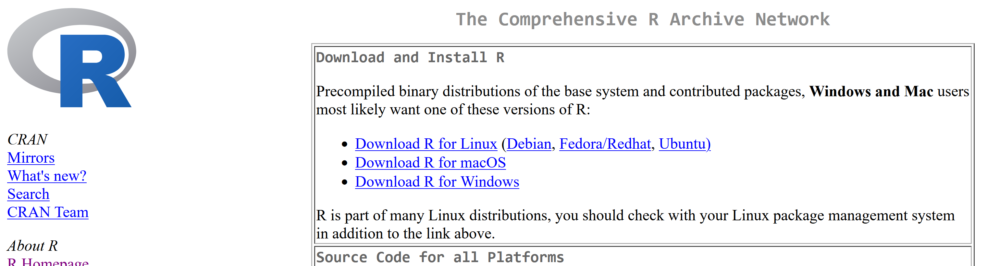 R
The Comprehensive R Archive Network
CRAN
Mirrors
What's new?
Search
CRAN Team
About R
R Homepage
Download and Install R
Precompiled binary distributions of the base system and contributed packages, Windows and Mac users
most likely want one of these versions of R:
• Download R for Linux (Debian, Fedora/Redhat, Ubuntu)
• Download R for macOS
• Download R for Windows
R is part of many Linux distributions, you should check with your Linux package management system
in addition to the link above.
Source Code for all Platforms